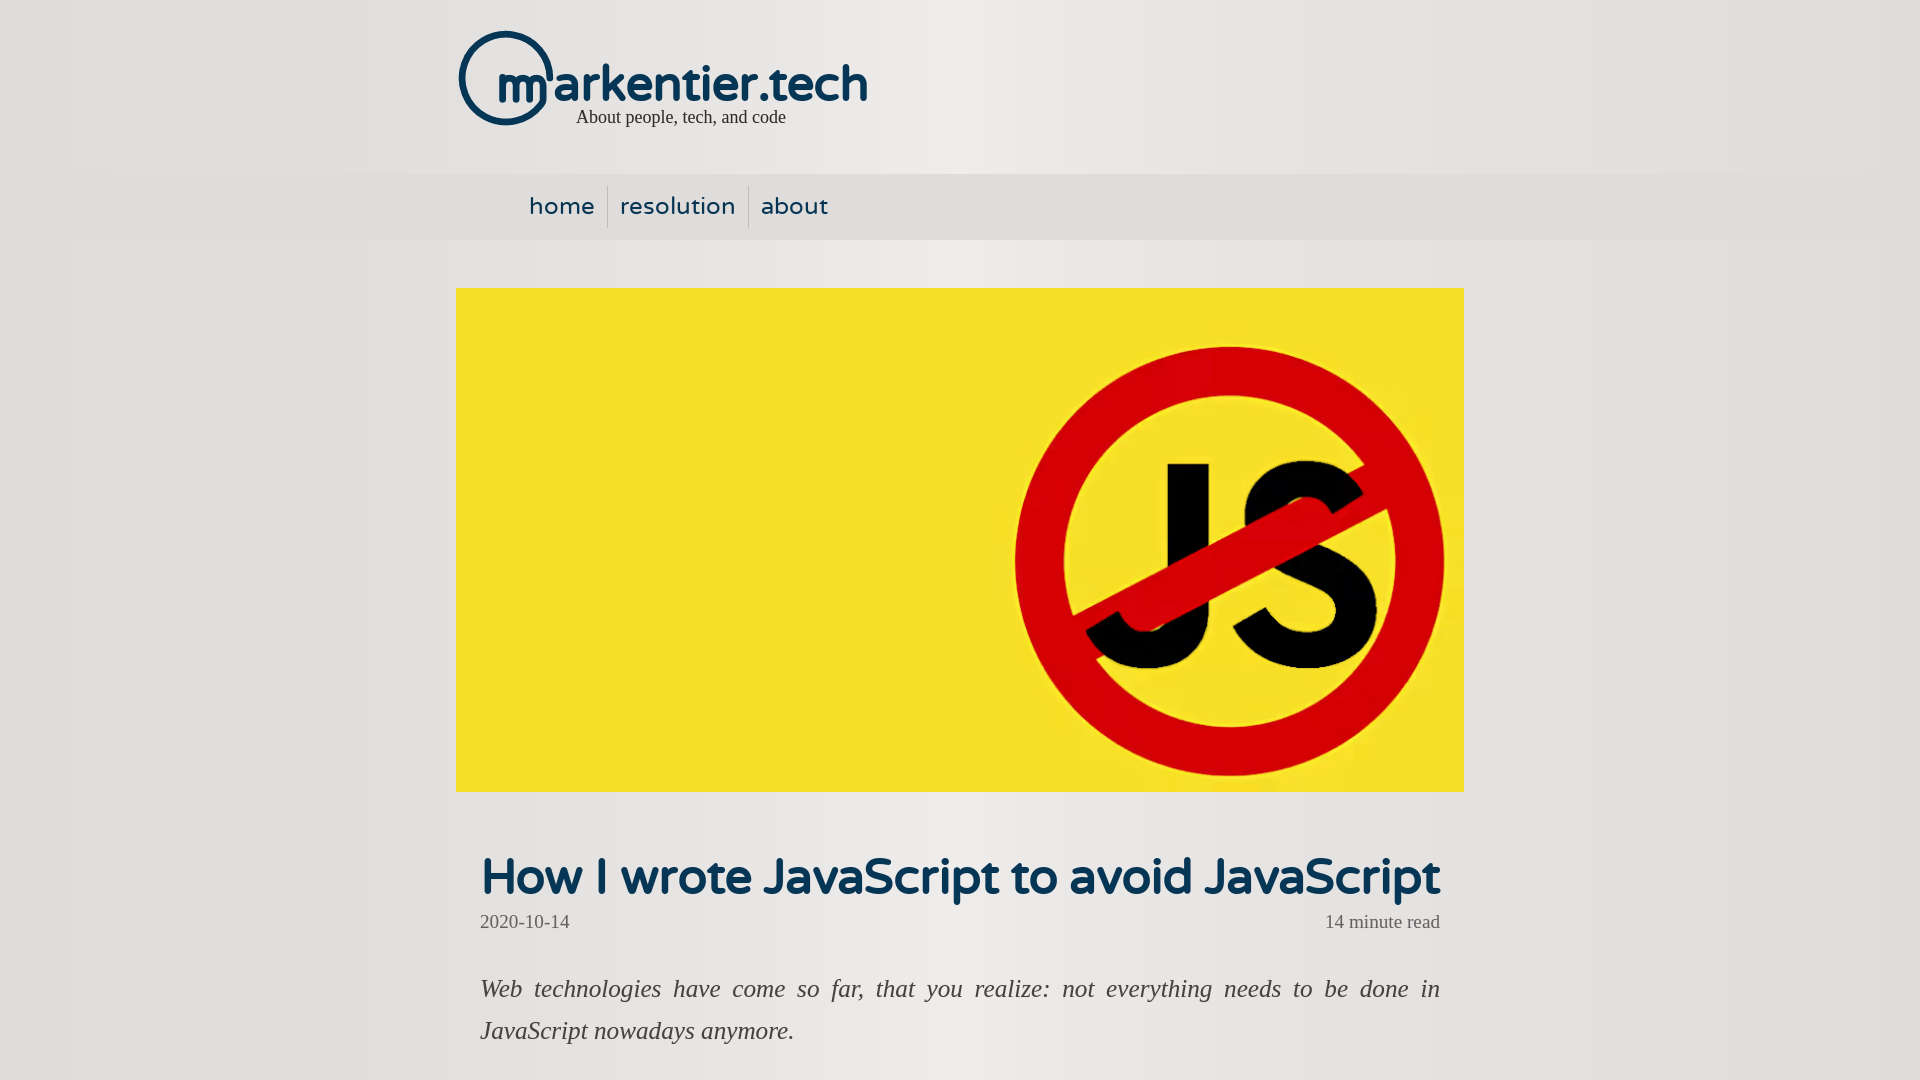 markentier.tech
About people, tech, and code
home
resolution
about
JS
How I wrote JavaScript to avoid JavaScript
2020-10-14
14 minute read
Web technologies have come so far, that you realize: not everything needs to be done in
JavaScript nowadays anymore.